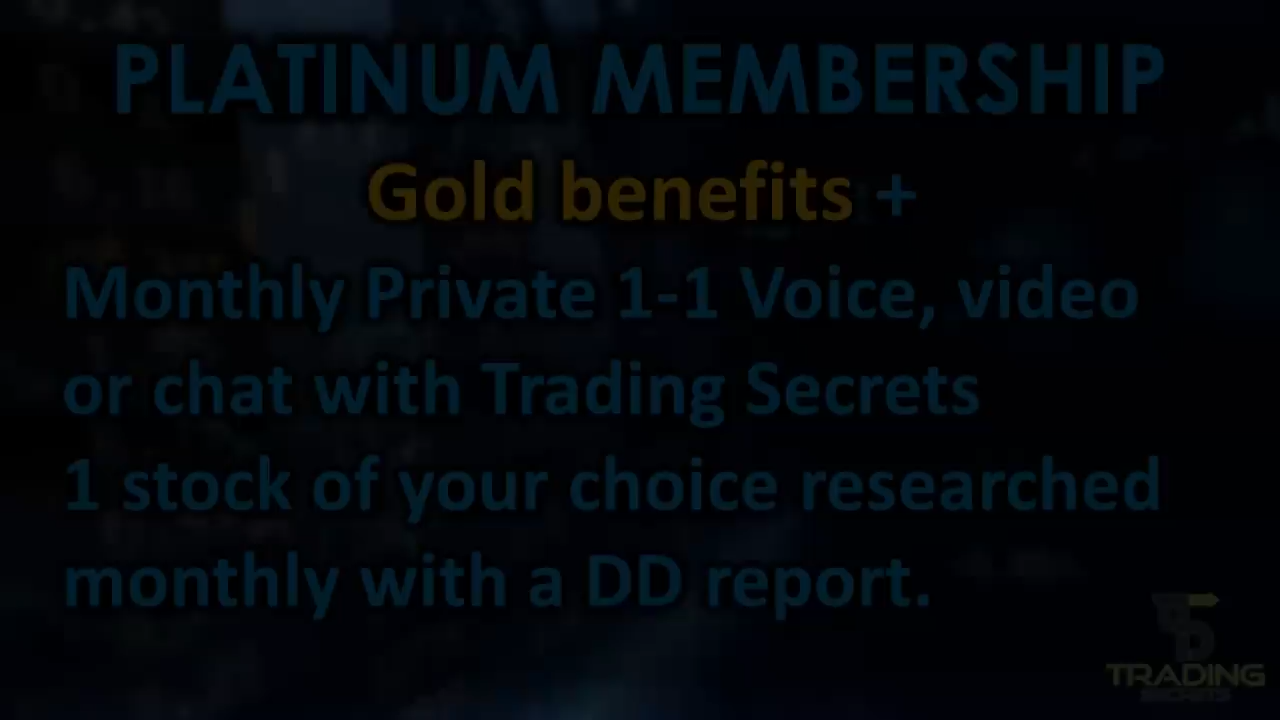 PLATINUM MEMBERSHIP
Gold benefits +
Monthly Private 1-1 Voice, video
or chat with Trading Secrets
1 stock of your choice researched
monthly with a DD report.
TRADING
SECRETS